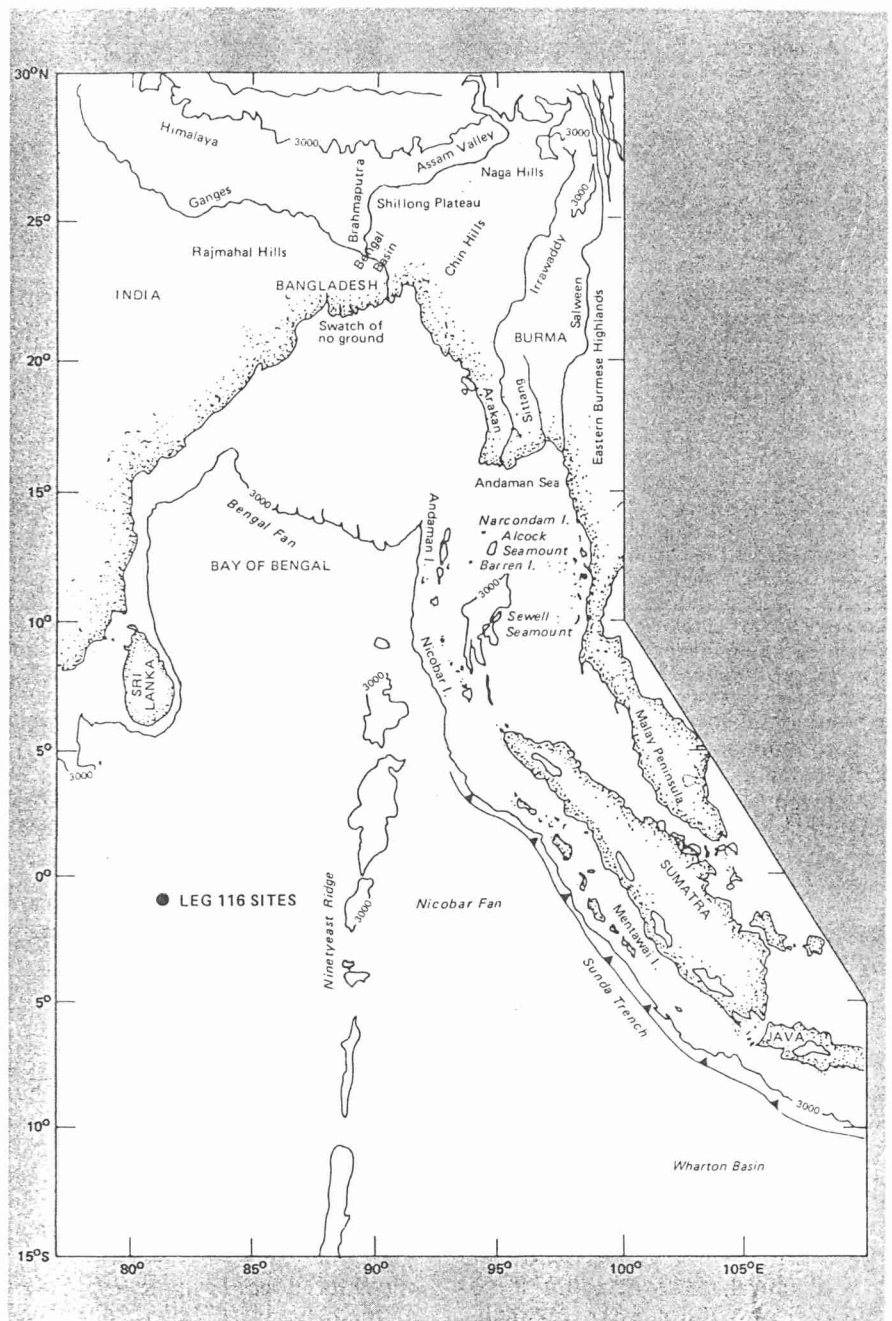 30°N
Himalaya
3000
Assam Valley
3000
Naga Hills
Ganges
Brahmaputra
Shillong Plateau
3000
25°
Rajmahal Hills
Bengal
Basin
Chin Hills
Irrawaddy
Salween
INDIA
BANGLADESH
Swatch of
no ground
BURMA
Eastern Burmese Highlands
20°
Arakan
Sittang
Andaman Sea
15°
3000
Bengal Fan
Andaman I.
Narcondam I.
Alcock
Seamount
Barren I.
BAY OF BENGAL
3000
10°
Sewell
Seamount
SRI
LANKA
Nicobar I.
3000
Malay Peninsula
5°
3000
SUMATRA
0°
LEG 116 SITES
Ninetyeast Ridge
3000
Nicobar Fan
Mentawai I.
Sunda Trench
5°
JAVA
3000
10°
Wharton Basin
15°S
80°
85°
90°
95°
100°
105°E